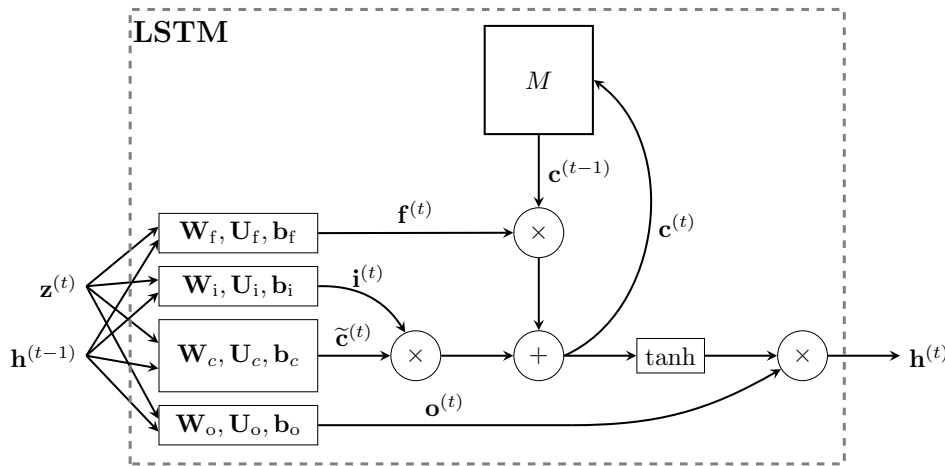 LSTM
M
𝐜^{(t−1)}
𝐟^{(t)}
𝐖_f, 𝐔_f, 𝐛_f
×
𝐜^{(t)}
𝐳^{(t)}
𝐖_i, 𝐔_i, 𝐛_i
𝐢^{(t)}
𝐡^{(t−1)}
𝐖_c, 𝐔_c, 𝐛_c
𝐜̃^{(t)}
×
+
tanh
×
𝐡^{(t)}
𝐖_o, 𝐔_o, 𝐛_o
𝐨^{(t)}